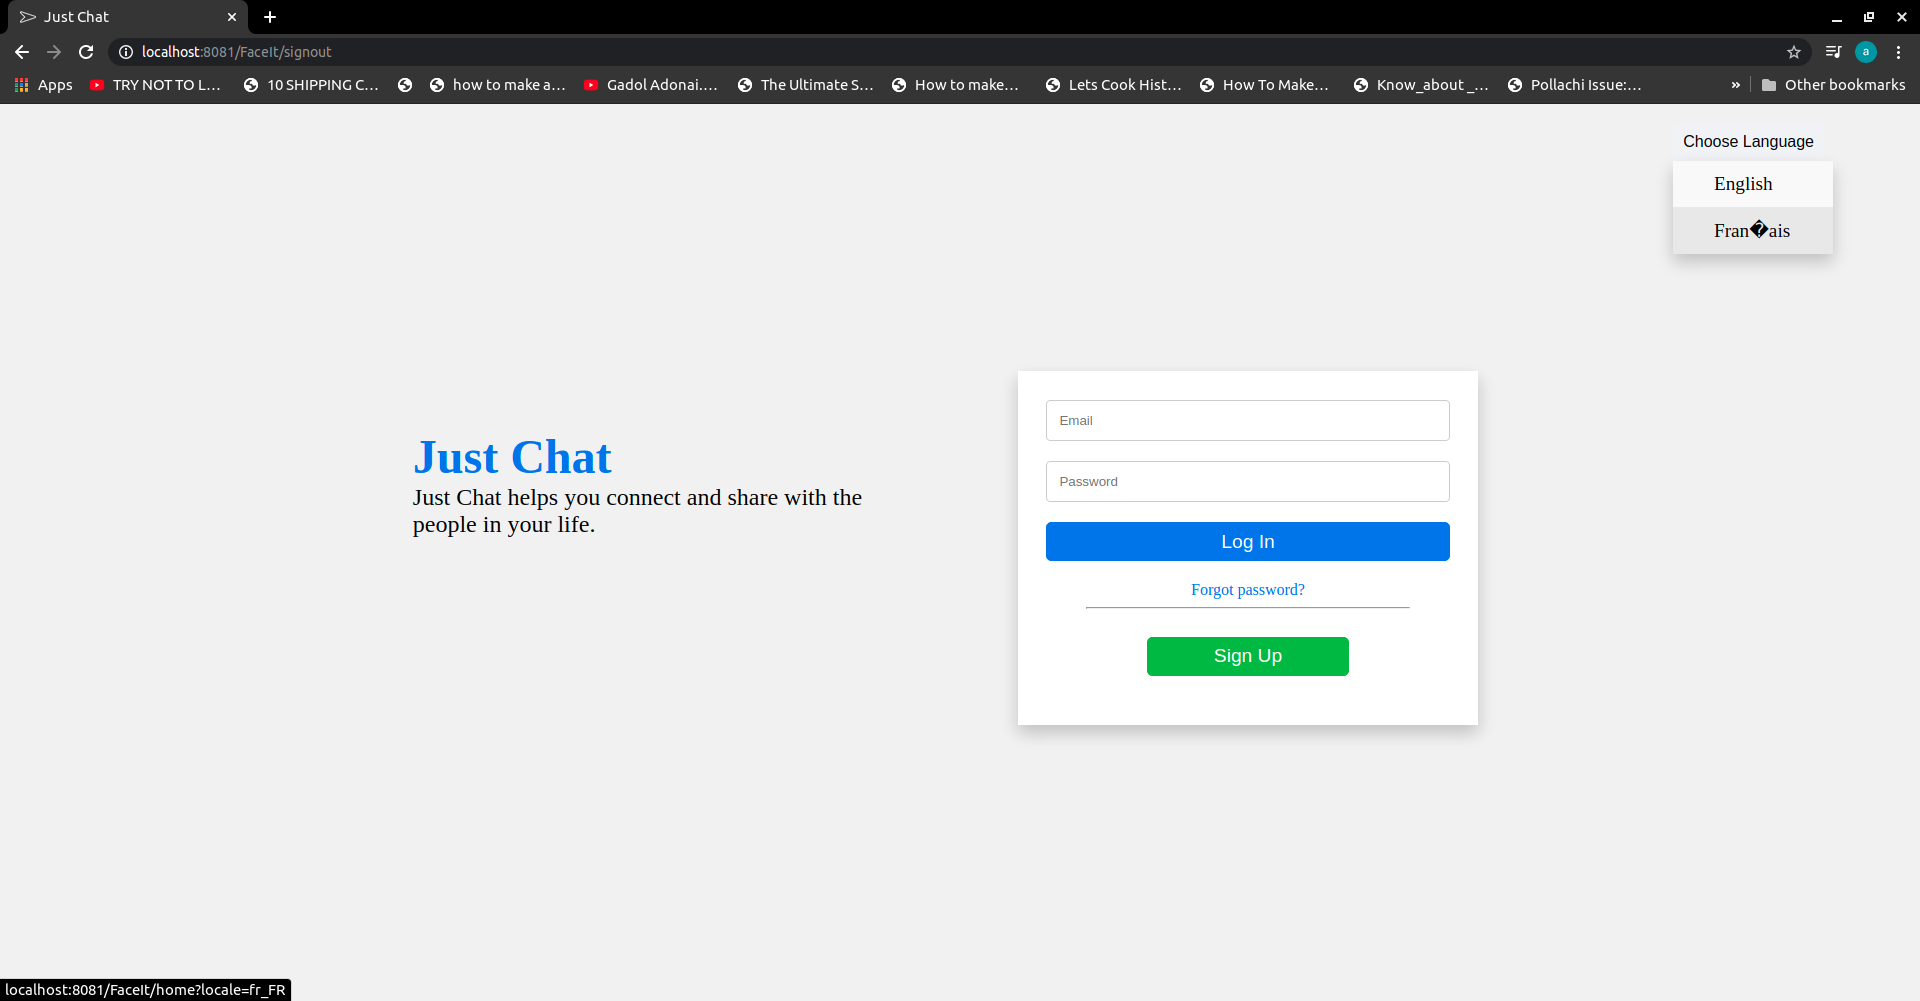 Just Chat
localhost:8081/FaceIt/signout
a
Apps
TRY NOT TO L...
10 SHIPPING C...
how to make a...
Gadol Adonai....
The Ultimate S...
How to make...
Lets Cook Hist...
How To Make...
Know_about _...
Pollachi Issue:...
»
Other bookmarks
Choose Language
English
Fran�ais
Just Chat
Just Chat helps you connect and share with the
people in your life.
Email
Password
Log In
Forgot password?
Sign Up
localhost:8081/FaceIt/home?locale=fr_FR